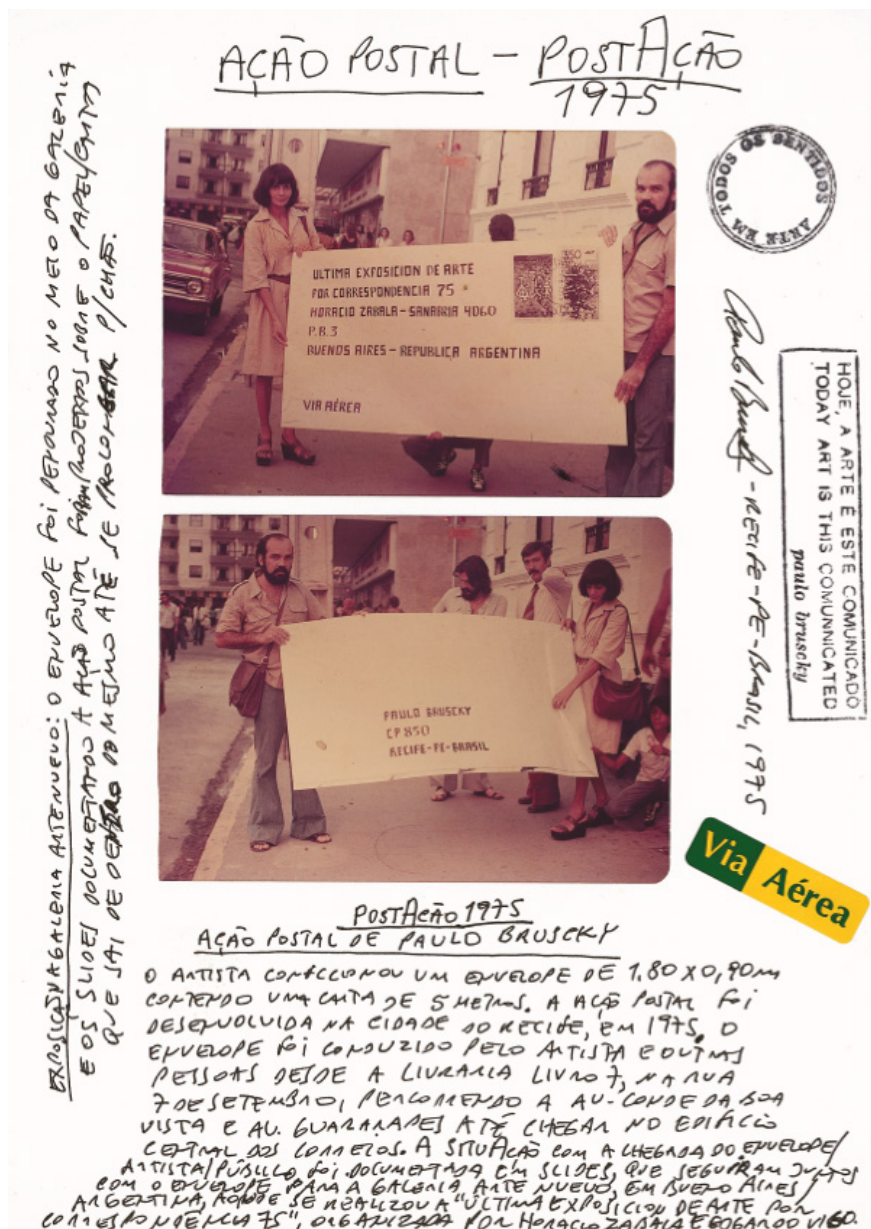 AÇÃO POSTAL – POSTAÇÃO
1975
ARTE EM TODOS OS SENTIDOS
ULTIMA EXPOSICION DE ARTE
POR CORRESPONDENCIA 75
HORACIO ZABALA – SANABRIA 4060
P.B.3
BUENOS AIRES – REPUBLICA ARGENTINA
VIA AÉREA
PAULO BRUSCKY
CP 850
RECIFE-PE-BRASIL
Paulo Bruscky - RECIFE-PE-BRASIL, 1975
HOJE, A ARTE É ESTE COMUNICADO
TODAY ART IS THIS COMUNNICATED
paulo bruscky
Via Aérea
EXPOSIÇÃO NA GALERIA ARTE NUEVO: O ENVELOPE FOI PENDURADO NO MEIO DA GALERIA
E OS SLIDES DOCUMENTANDO A AÇÃO POSTAL FORAM PROJETADOS SOBRE O PAPEL/CARTA
QUE SAI DE DENTRO DO MESMO ATÉ SE PROLONGAR P/CHÃO.
POSTAÇÃO 1975
AÇÃO POSTAL DE PAULO BRUSCKY
O ARTISTA CONFECCIONOU UM ENVELOPE DE 1.80 X 0,90m
CONTENDO UMA CARTA DE 5 METROS. A AÇÃO POSTAL FOI
DESENVOLVIDA NA CIDADE DO RECIFE, EM 1975. O
ENVELOPE FOI CONDUZIDO PELO ARTISTA E OUTRAS
PESSOAS DESDE A LIVRARIA LIVRO 7, NA RUA
7 DE SETEMBRO, PERCORRENDO A AV. CONDE DA BOA
VISTA E AV. GUARARAPES ATÉ CHEGAR NO EDIFICIO
CENTRAL DOS CORREIOS. A SITUAÇÃO COM A CHEGADA DO ENVELOPE/
ARTISTA/PÚBLICO FOI DOCUMENTADA EM SLIDES, QUE SEGUIRAM JUNTOS
COM O ENVELOPE PARA A GALERIA ARTE NUEVO, EM BUENO AIRES/
ARGENTINA, AONDE SE REALIZOU A "ÚLTIMA EXPOSICION DE ARTE POR
CORRESPONDÊNCIA 75", ORGANIZADA POR HORACIO ZABALA E EDGARDO